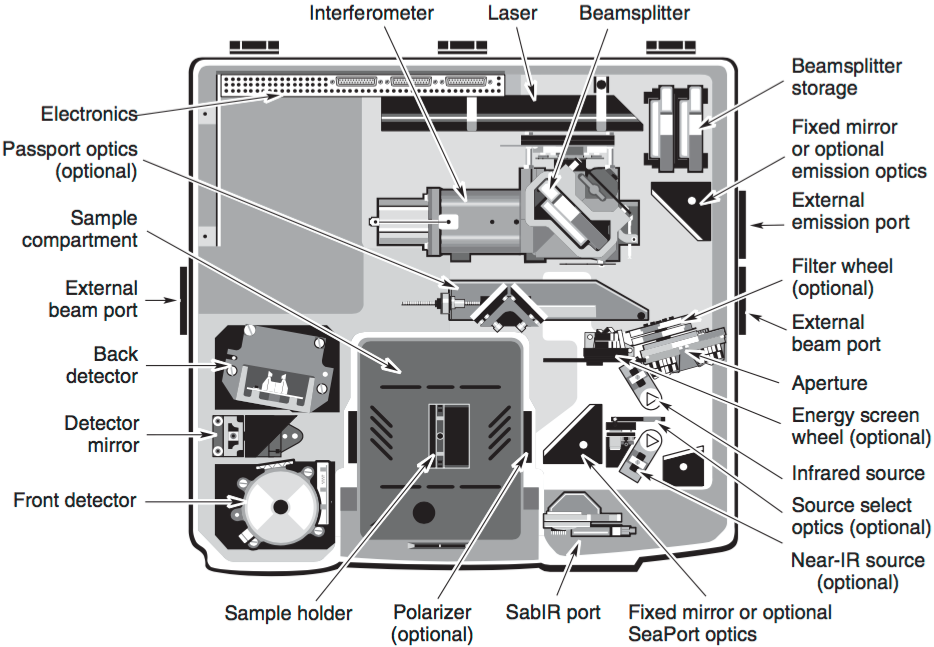 Interferometer
Laser
Beamsplitter
Electronics
Passport optics
(optional)
Sample
compartment
External
beam port
Back
detector
Detector
mirror
Front detector
Beamsplitter
storage
Fixed mirror
or optional
emission optics
External
emission port
Filter wheel
(optional)
External
beam port
Aperture
Energy screen
wheel (optional)
Infrared source
Source select
optics (optional)
Near-IR source
(optional)
Sample holder
Polarizer
(optional)
SabIR port
Fixed mirror or optional
SeaPort optics